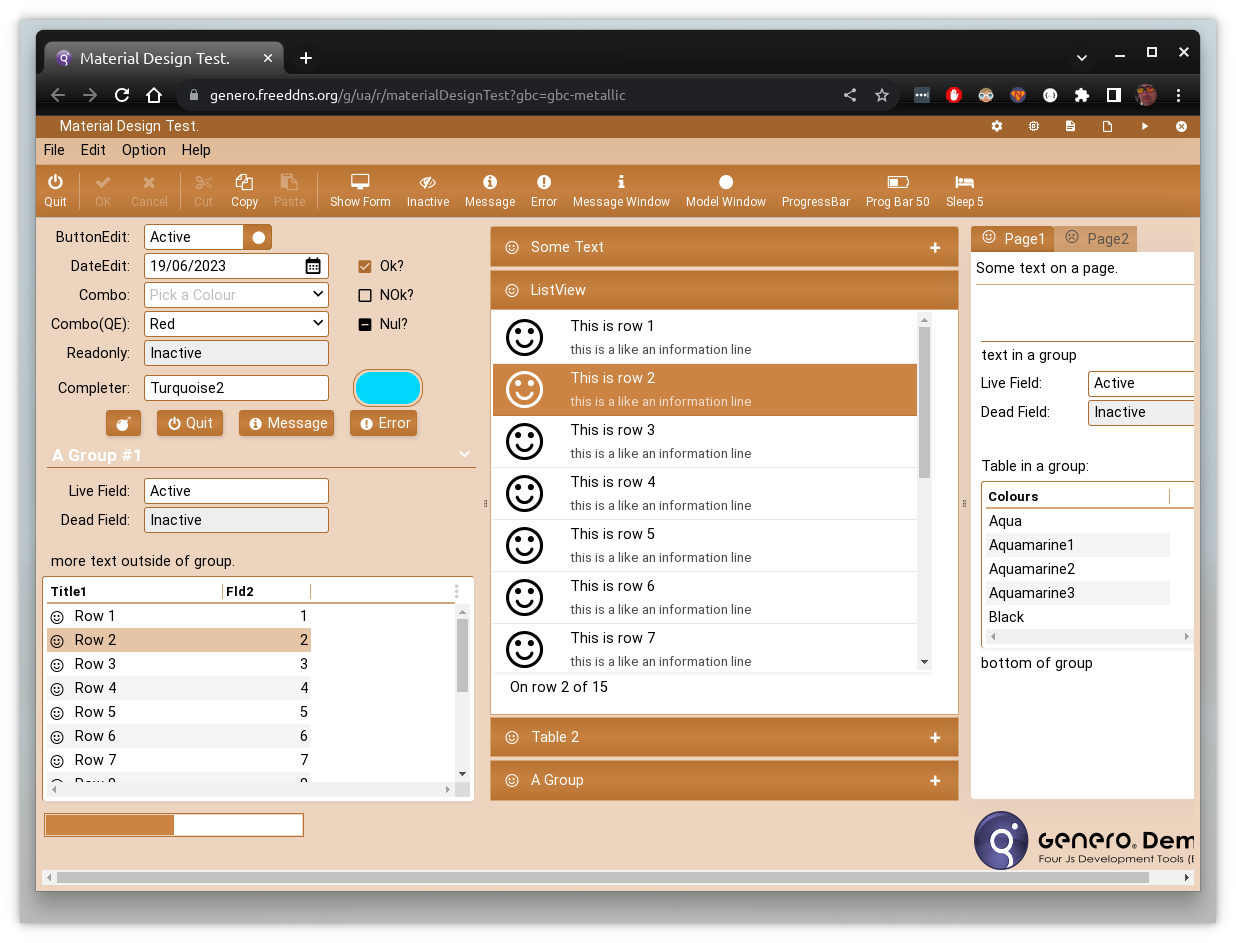 Material Design Test.
genero.freeddns.org/g/ua/r/materialDesignTest?gbc=gbc-metallic
Material Design Test.
File Edit Option Help
Quit OK Cancel Cut Copy Paste Show Form Inactive Message Error Message Window Model Window ProgressBar Prog Bar 50 Sleep 5
ButtonEdit: Active
DateEdit: 19/06/2023 Ok?
Combo: Pick a Colour NOk?
Combo(QE): Red Nul?
Readonly: Inactive
Completer: Turquoise2
Quit Message Error
A Group #1
Live Field: Active
Dead Field: Inactive
more text outside of group.
Title1 Fld2
Row 1 1
Row 2 2
Row 3 3
Row 4 4
Row 5 5
Row 6 6
Row 7 7
Some Text
ListView
This is row 1
this is a like an information line
This is row 2
this is a like an information line
This is row 3
this is a like an information line
This is row 4
this is a like an information line
This is row 5
this is a like an information line
This is row 6
this is a like an information line
This is row 7
this is a like an information line
On row 2 of 15
Table 2
A Group
Page1 Page2
Some text on a page.
text in a group
Live Field: Active
Dead Field: Inactive
Table in a group:
Colours
Aqua
Aquamarine1
Aquamarine2
Aquamarine3
Black
bottom of group
Genero® Dem
Four Js Development Tools (E